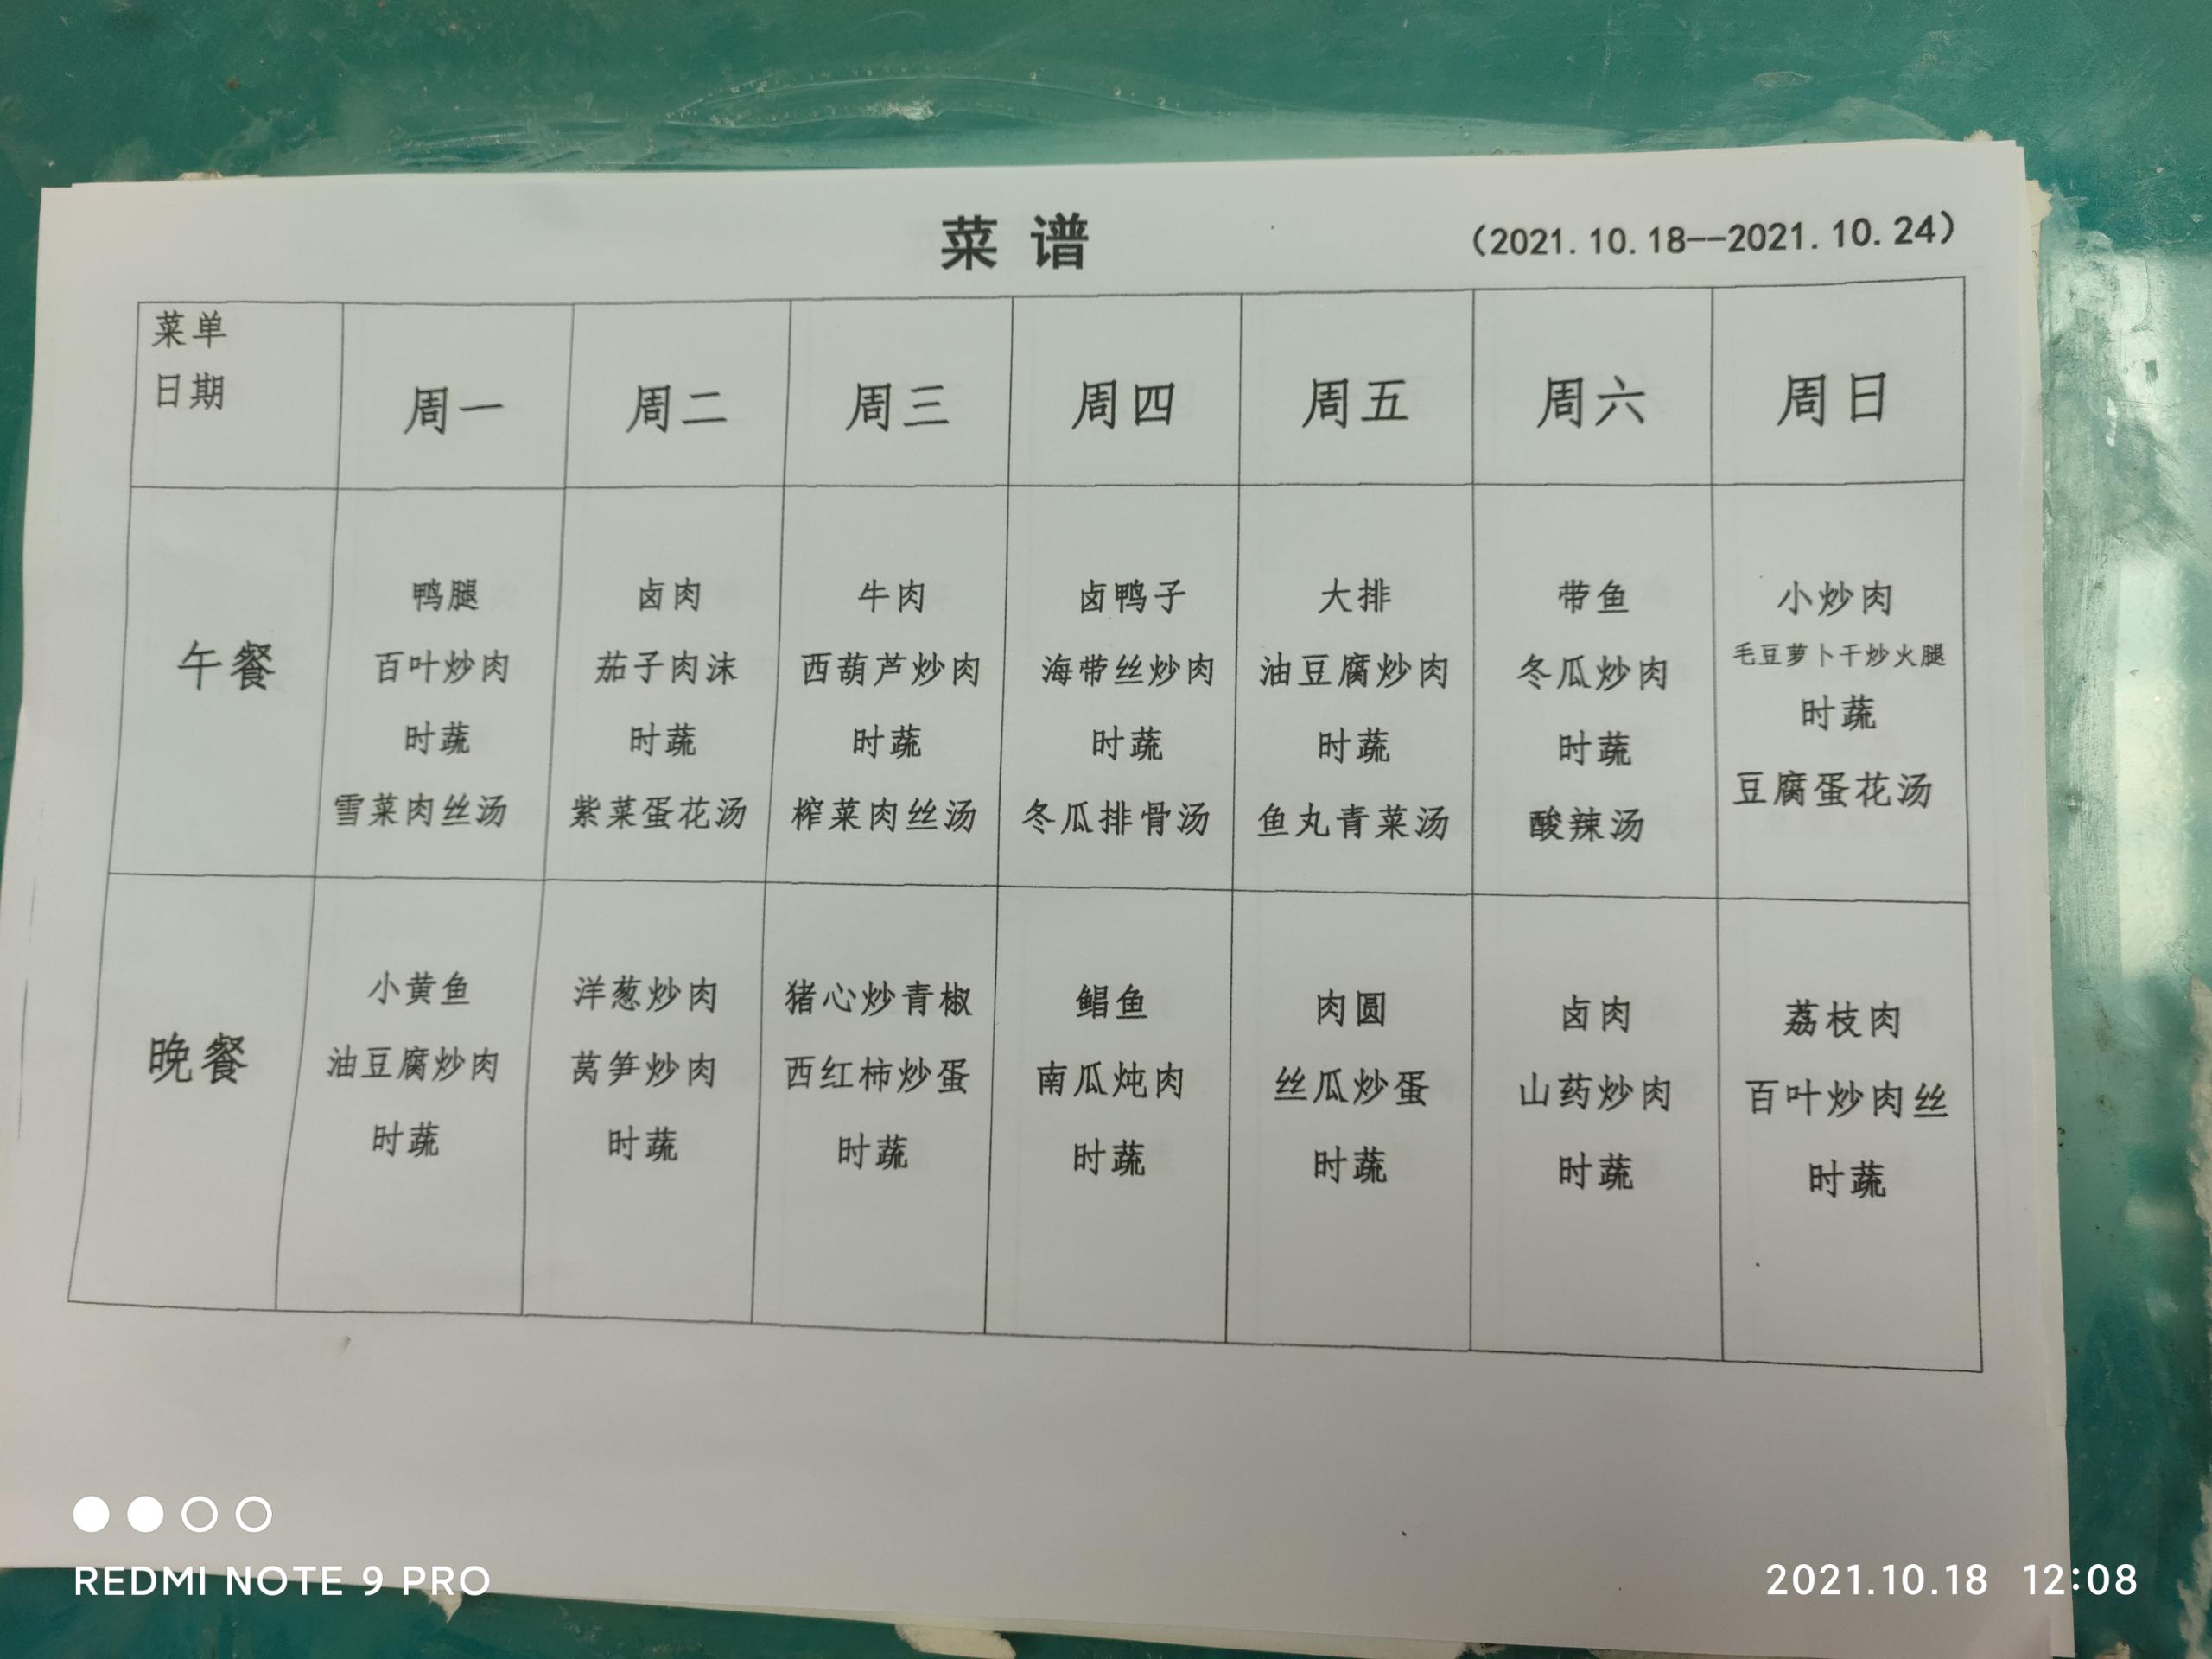 菜谱
(2021.10.18--2021.10.24)
菜单
日期
周一
周二
周三
周四
周五
周六
周日
午餐
鸭腿
百叶炒肉
时蔬
雪菜肉丝汤
卤肉
茄子肉沫
时蔬
紫菜蛋花汤
牛肉
西葫芦炒肉
时蔬
榨菜肉丝汤
卤鸭子
海带丝炒肉
时蔬
冬瓜排骨汤
大排
油豆腐炒肉
时蔬
鱼丸青菜汤
带鱼
冬瓜炒肉
时蔬
酸辣汤
小炒肉
毛豆萝卜干炒火腿
时蔬
豆腐蛋花汤
晚餐
小黄鱼
油豆腐炒肉
时蔬
洋葱炒肉
莴笋炒肉
时蔬
猪心炒青椒
西红柿炒蛋
时蔬
鲳鱼
南瓜炖肉
时蔬
肉圆
丝瓜炒蛋
时蔬
卤肉
山药炒肉
时蔬
荔枝肉
百叶炒肉丝
时蔬
REDMI NOTE 9 PRO
2021.10.18 12:08